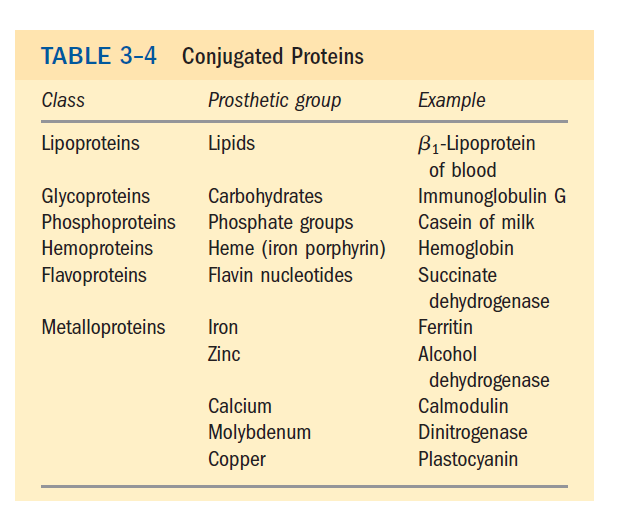 TABLE 3–4 Conjugated Proteins
Class Prosthetic group Example
Lipoproteins Lipids β₁-Lipoprotein
of blood
Glycoproteins Carbohydrates Immunoglobulin G
Phosphoproteins Phosphate groups Casein of milk
Hemoproteins Heme (iron porphyrin) Hemoglobin
Flavoproteins Flavin nucleotides Succinate
dehydrogenase
Metalloproteins Iron Ferritin
Zinc Alcohol
dehydrogenase
Calcium Calmodulin
Molybdenum Dinitrogenase
Copper Plastocyanin